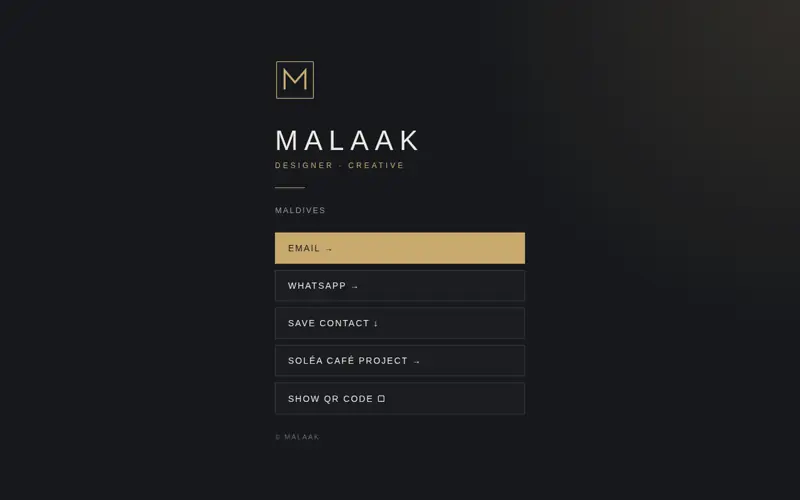 M
MALAAK
DESIGNER · CREATIVE
MALDIVES
EMAIL →
WHATSAPP →
SAVE CONTACT ↓
SOLÉA CAFÉ PROJECT →
SHOW QR CODE ☐
© MALAAK